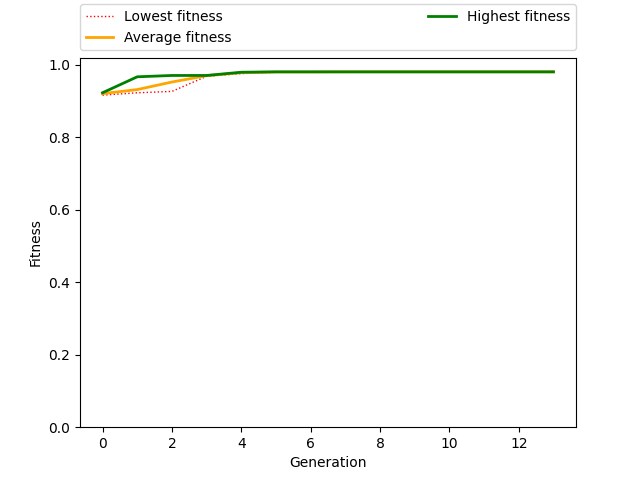 Lowest fitness
Average fitness
Highest fitness
1.0
0.8
0.6
0.4
0.2
0.0
Fitness
0 2 4 6 8 10 12
Generation